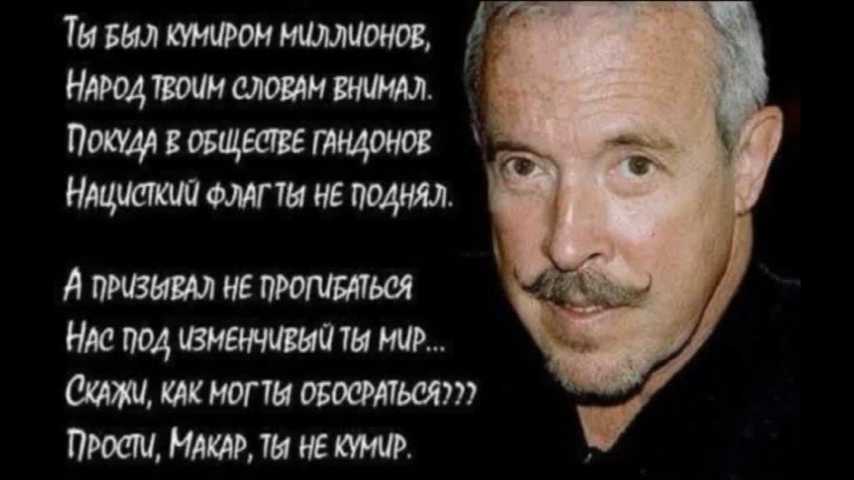 Ты был кумиром миллионов,
Народ твоим словам внимал.
Покуда в обществе гандонов
Нацисткий флаг ты не поднял.
А призывал не прогибаться
Нас под изменчивый ты мир...
Скажи, как мог ты обосраться???
Прости, Макар, ты не кумир.